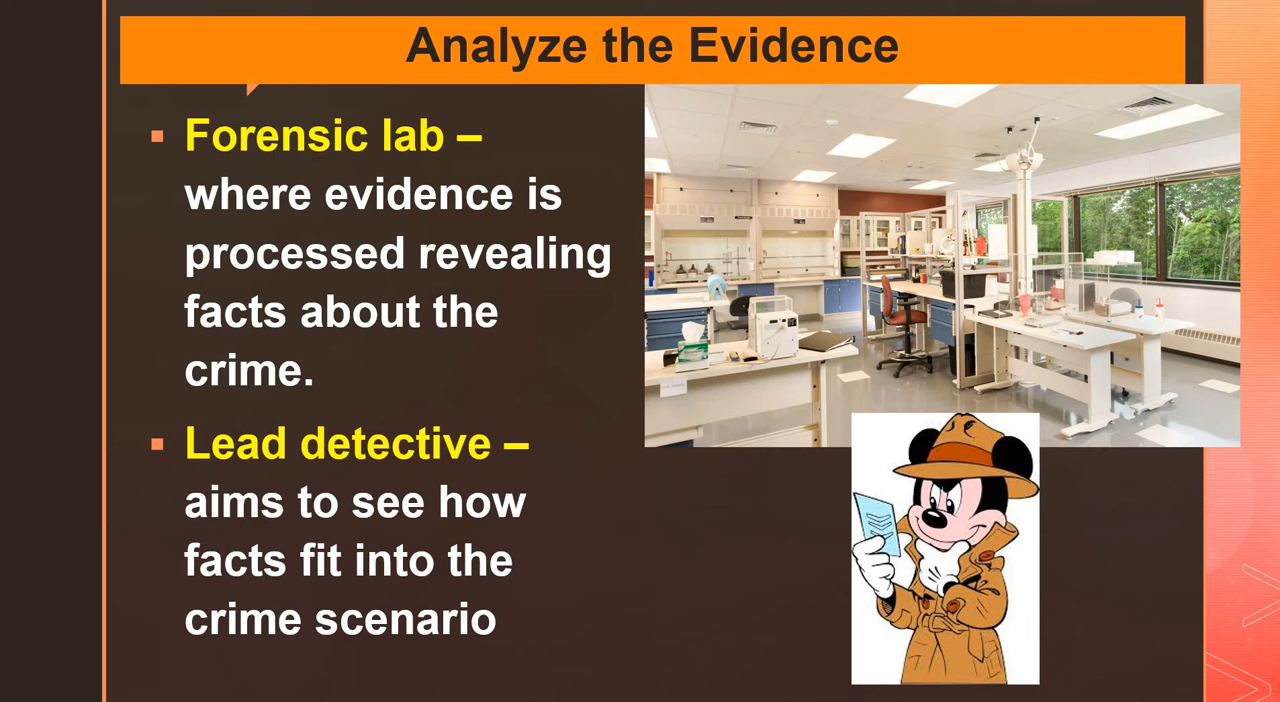 Analyze the Evidence
Forensic lab –
where evidence is
processed revealing
facts about the
crime.
Lead detective –
aims to see how
facts fit into the
crime scenario